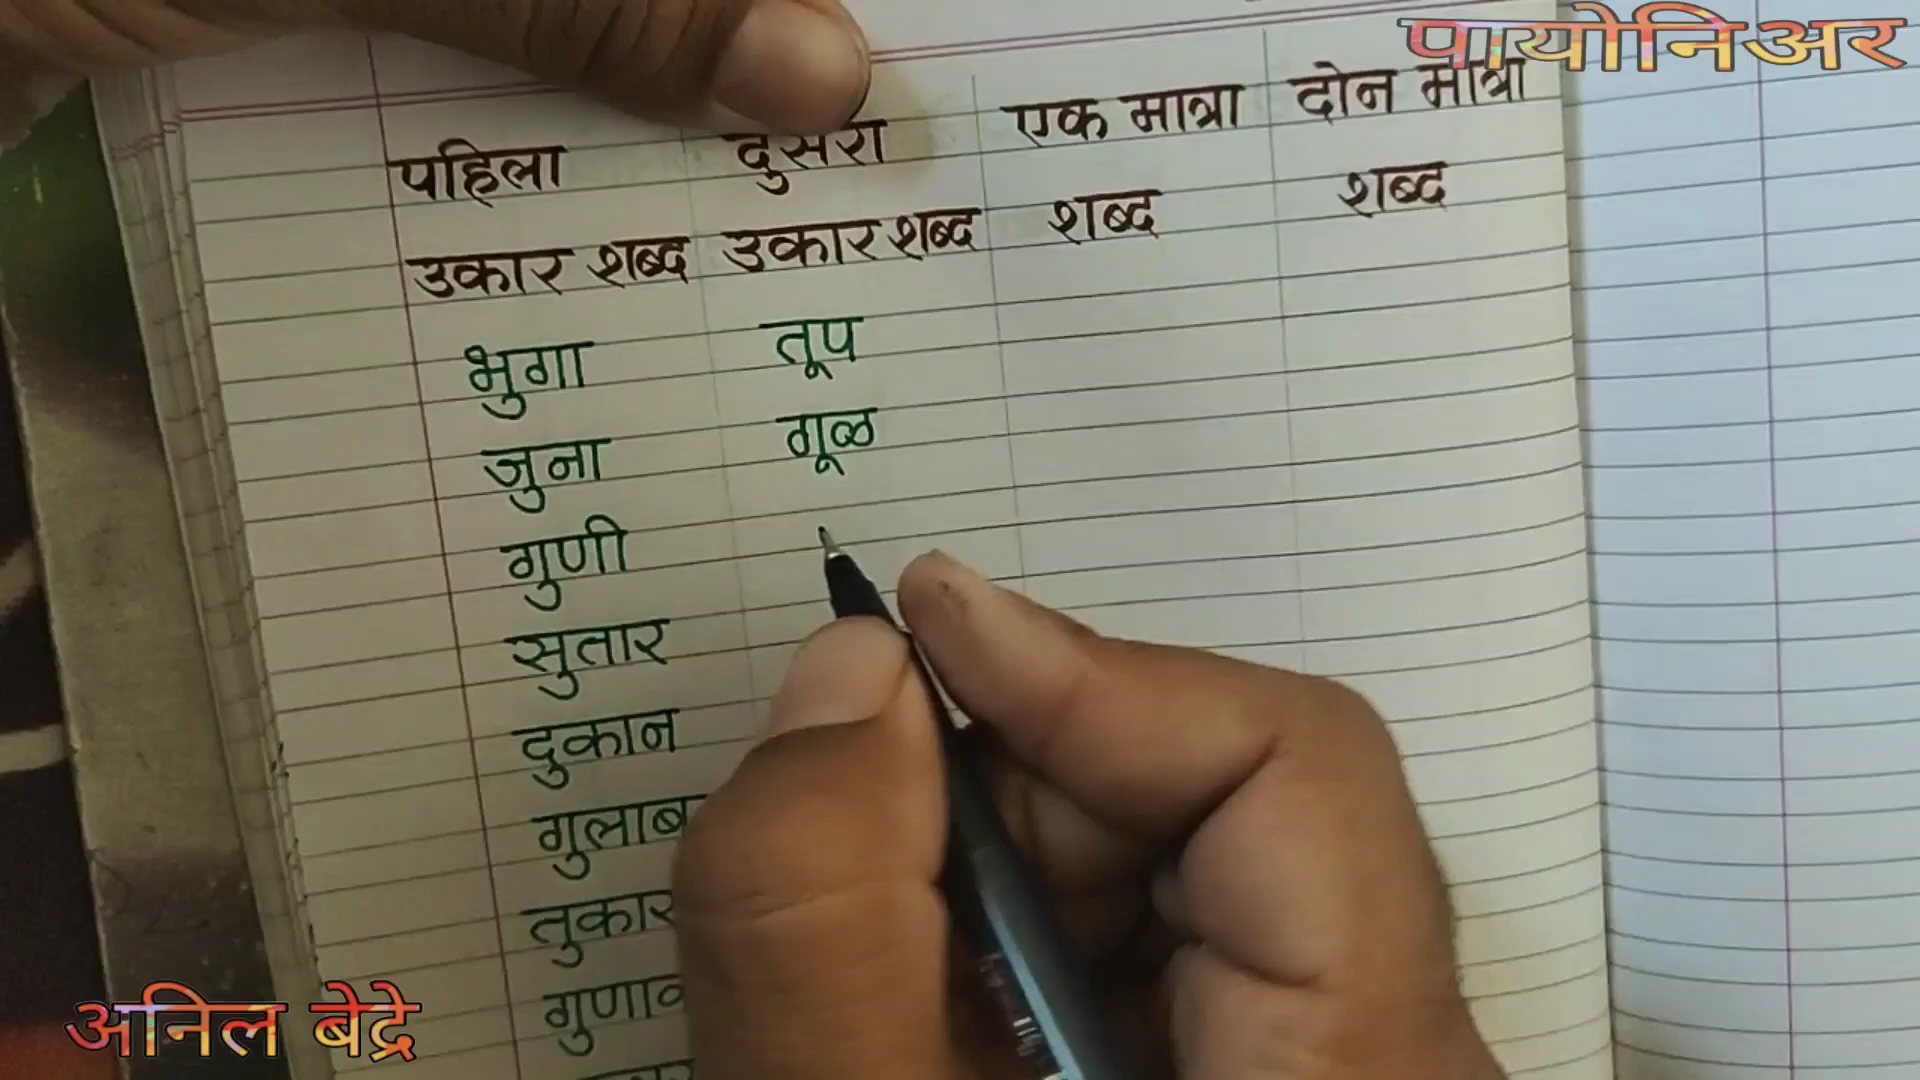 पायोनिअर
पहिला दुसरा एक मात्रा दोन मात्रा
उकार शब्द उकार शब्द शब्द शब्द
भुगा तूप
जुना गूळ
गुणी
सुतार
दुकान
गुलाब
अनिल बेद्रे